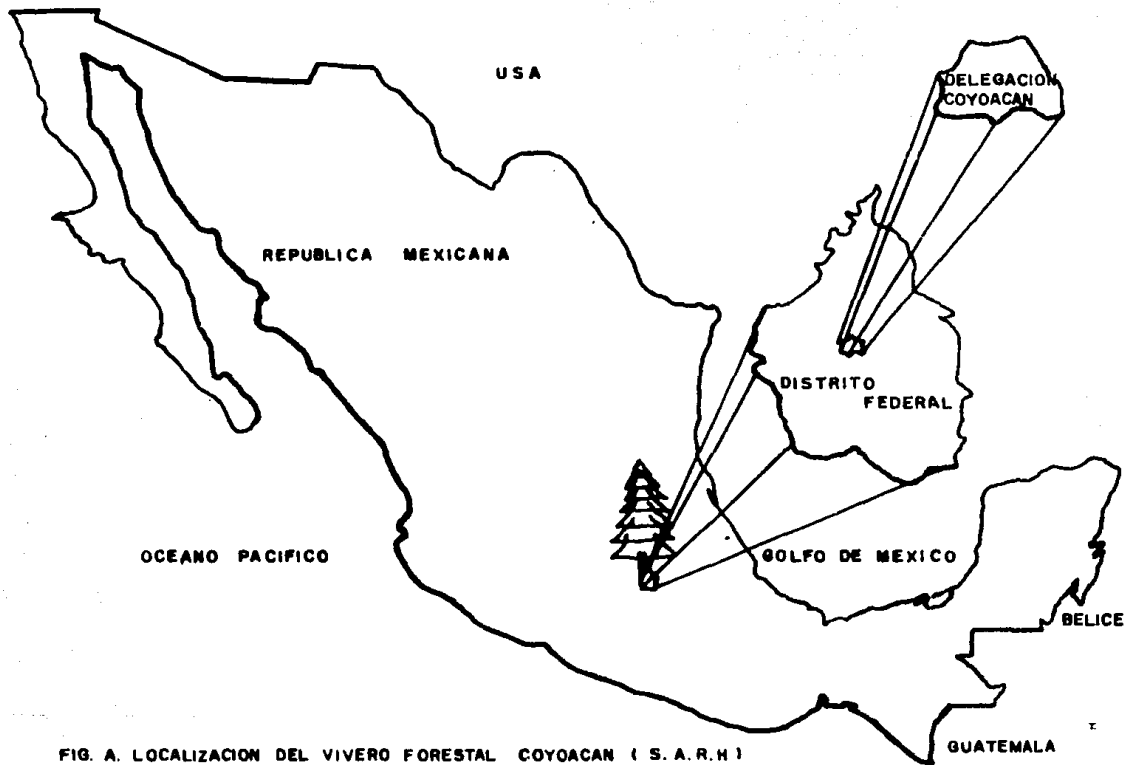 USA
DELEGACION
COYOACAN
REPUBLICA MEXICANA
DISTRITO
FEDERAL
OCEANO PACIFICO
GOLFO DE MEXICO
BELICE
GUATEMALA
FIG. A. LOCALIZACION DEL VIVERO FORESTAL COYOACAN ( S. A. R. H )